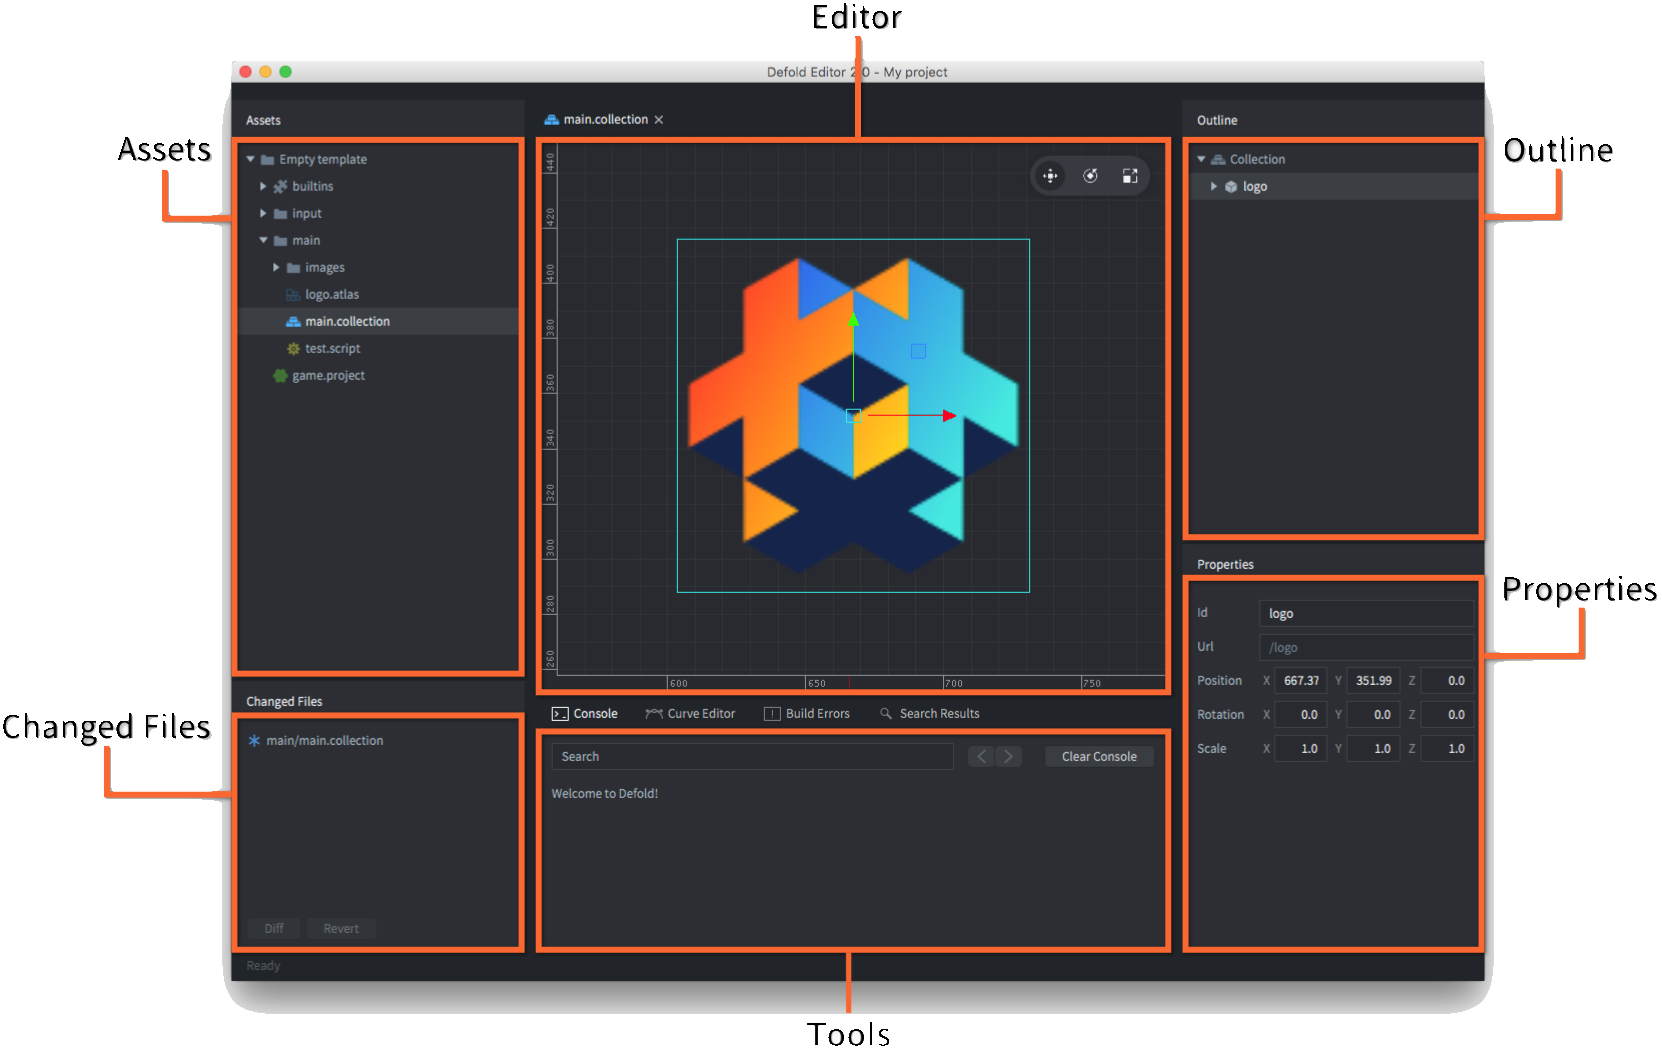 Editor
Defold Editor 2.0 - My project
Assets
Assets
Empty template
builtins
input
main
images
logo.atlas
main.collection
test.script
game.project
Changed Files
Changed Files
main/main.collection
Diff Revert
Ready
main.collection
440
420
400
380
360
340
320
300
280
260
600 650 700 750
Console Curve Editor Build Errors Search Results
Search Clear Console
Welcome to Defold!
Tools
Outline
Outline
Collection
logo
Properties
Properties
Id logo
Url /logo
Position X 667.37 Y 351.99 Z 0.0
Rotation X 0.0 Y 0.0 Z 0.0
Scale X 1.0 Y 1.0 Z 1.0